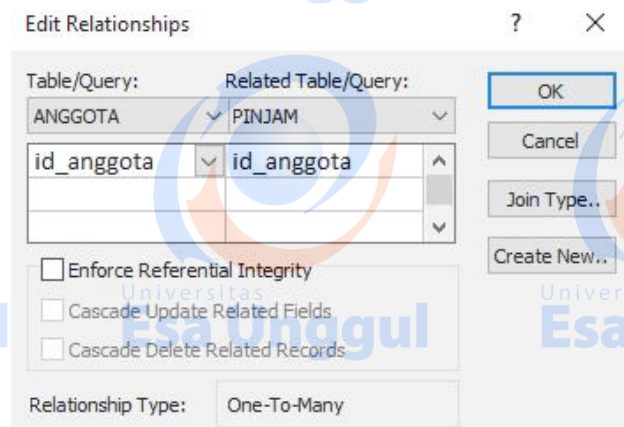 Edit Relationships ? ×
Table/Query: Related Table/Query:
ANGGOTA PINJAM
id_anggota id_anggota
OK
Cancel
Join Type..
Create New..
Enforce Referential Integrity
Cascade Update Related Fields
Cascade Delete Related Records
Relationship Type: One-To-Many
Universitas
Esa Unggul
Univer
Esa